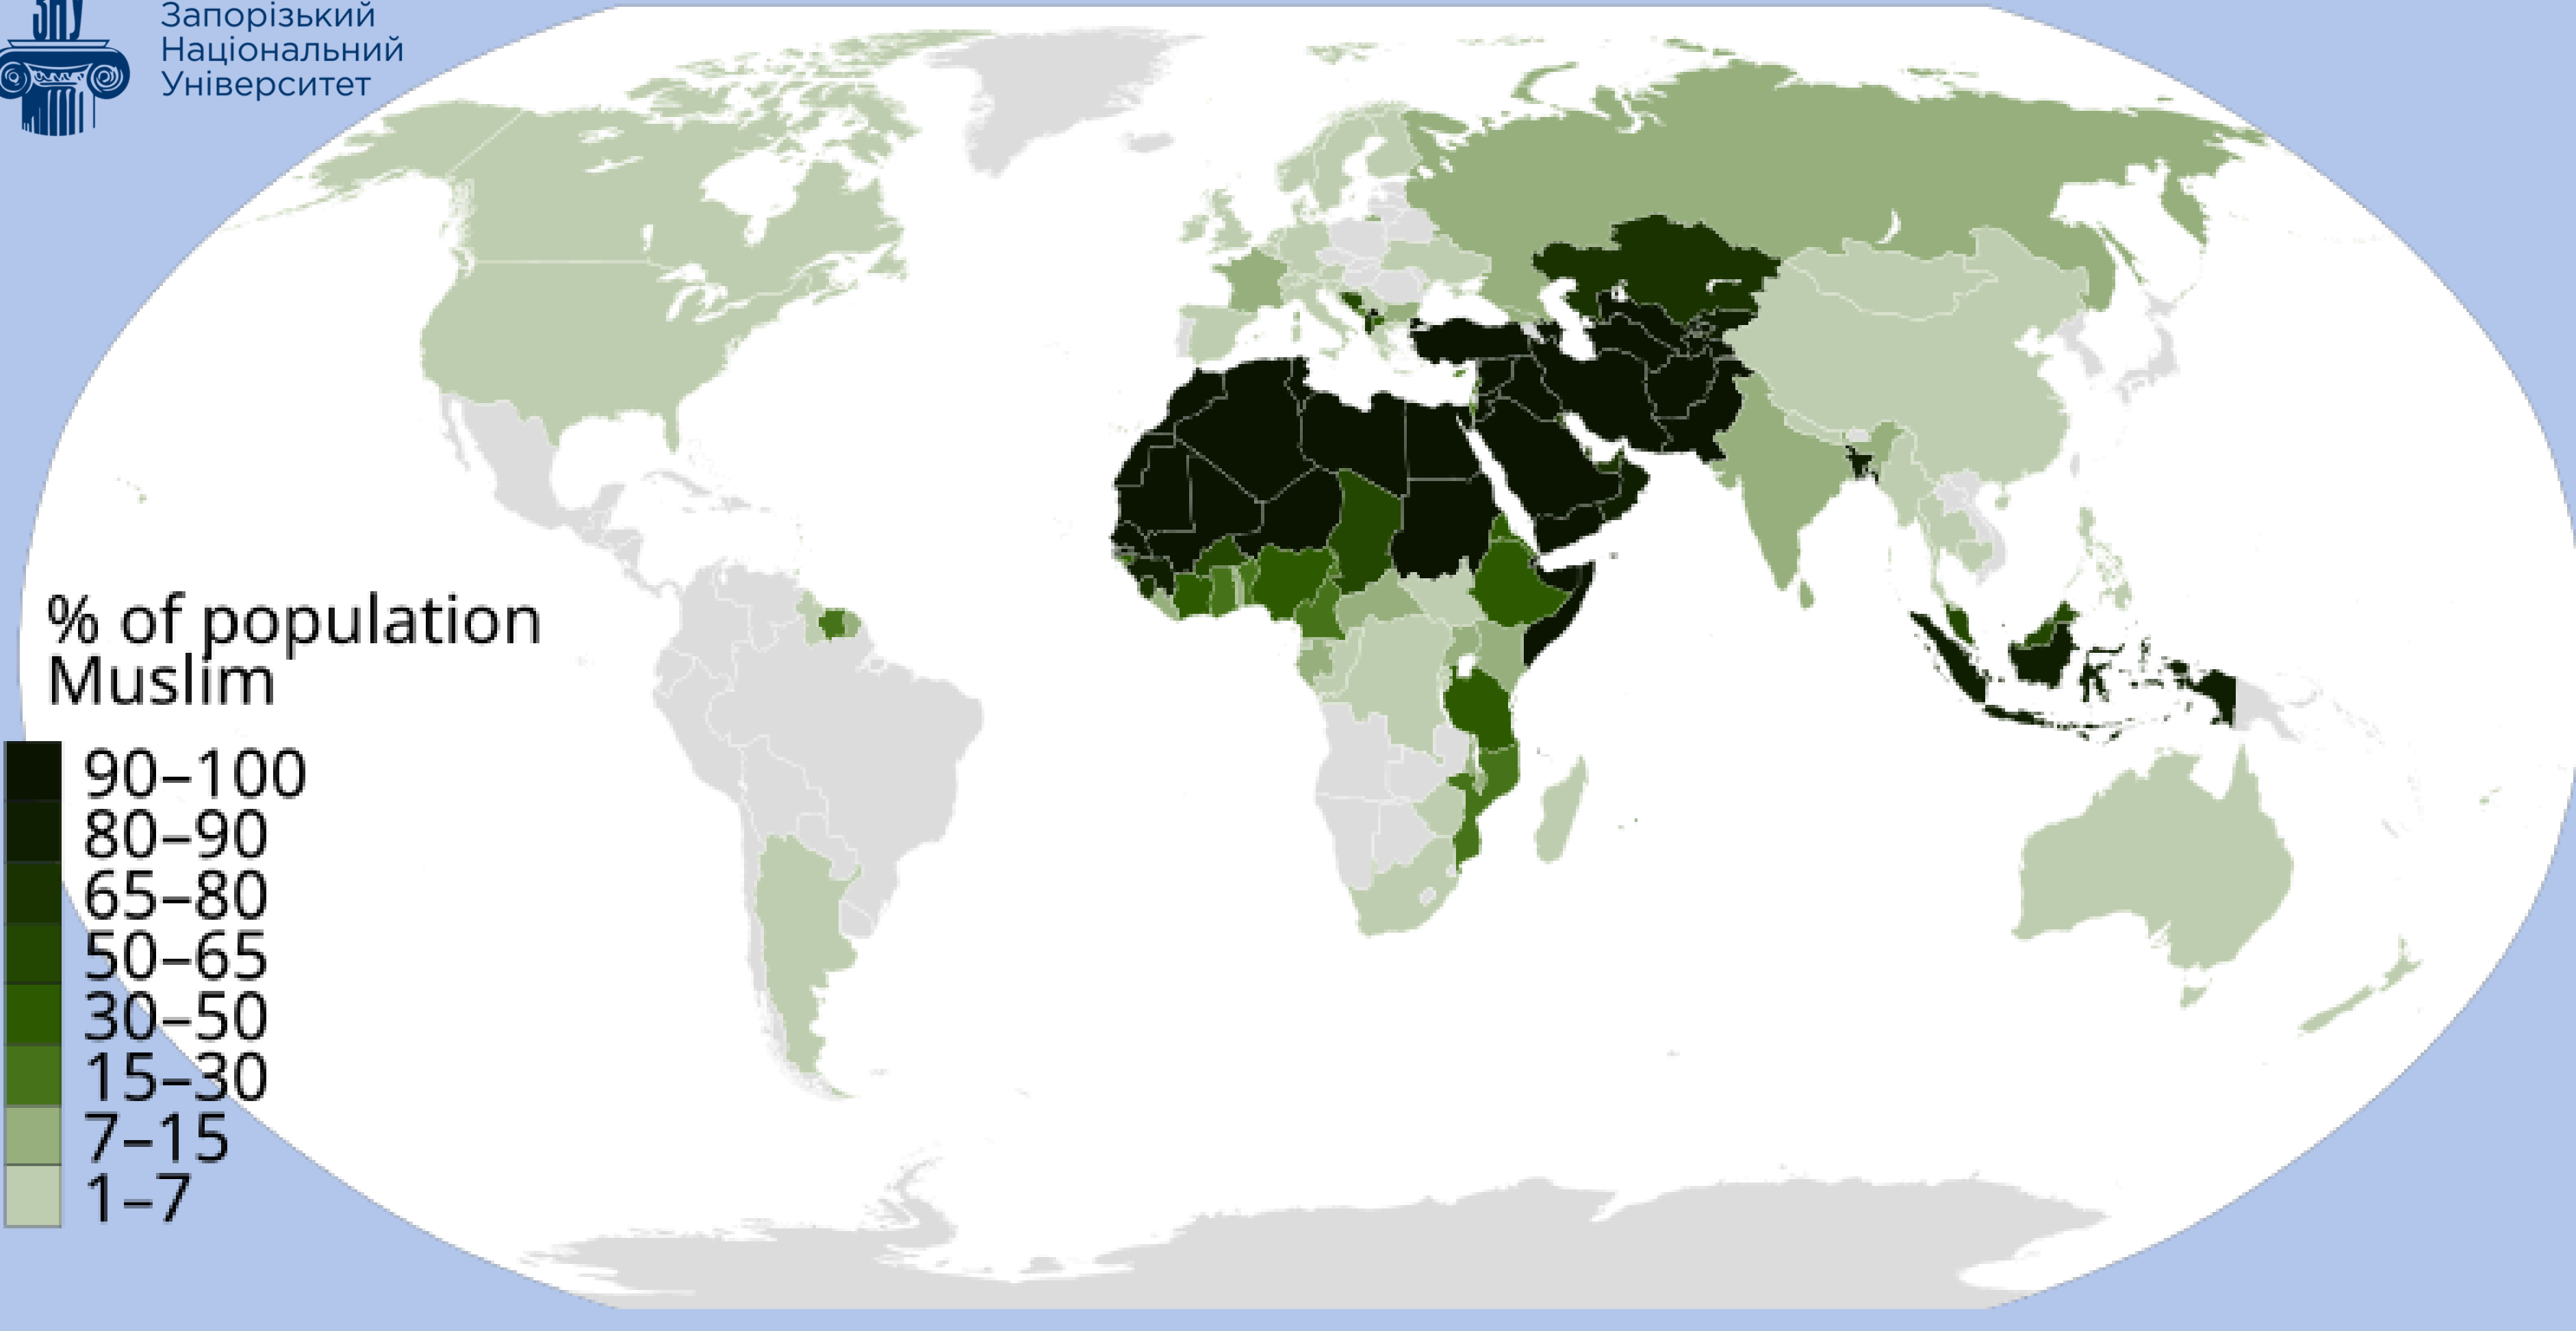 ЗНУ
Запорізький
Національний
Університет
% of population
Muslim
90–100
80–90
65–80
50–65
30–50
15–30
7–15
1–7